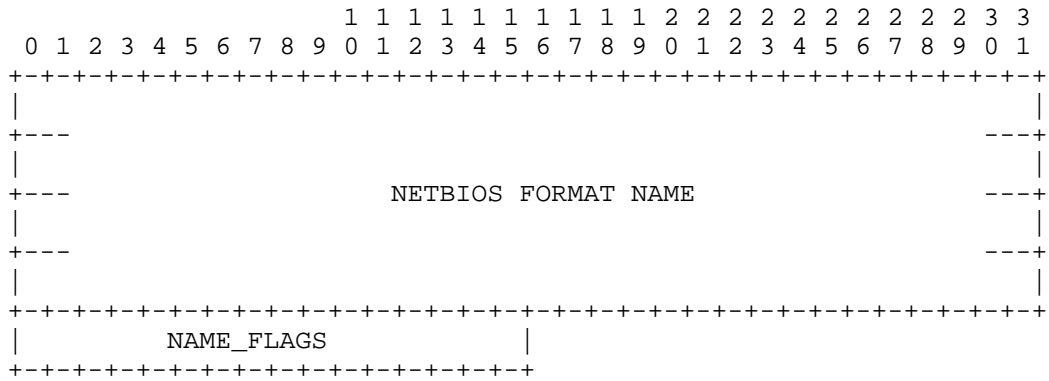 1 1 1 1 1 1 1 1 1 1 2 2 2 2 2 2 2 2 2 2 3 3
 0 1 2 3 4 5 6 7 8 9 0 1 2 3 4 5 6 7 8 9 0 1 2 3 4 5 6 7 8 9 0 1
+-+-+-+-+-+-+-+-+-+-+-+-+-+-+-+-+-+-+-+-+-+-+-+-+-+-+-+-+-+-+-+-+
|                                                               |
+---                                                         ---+
|                                                               |
+---                    NETBIOS FORMAT NAME                  ---+
|                                                               |
+---                                                         ---+
|                                                               |
+-+-+-+-+-+-+-+-+-+-+-+-+-+-+-+-+-+-+-+-+-+-+-+-+-+-+-+-+-+-+-+-+
|         NAME_FLAGS            |
+-+-+-+-+-+-+-+-+-+-+-+-+-+-+-+-+